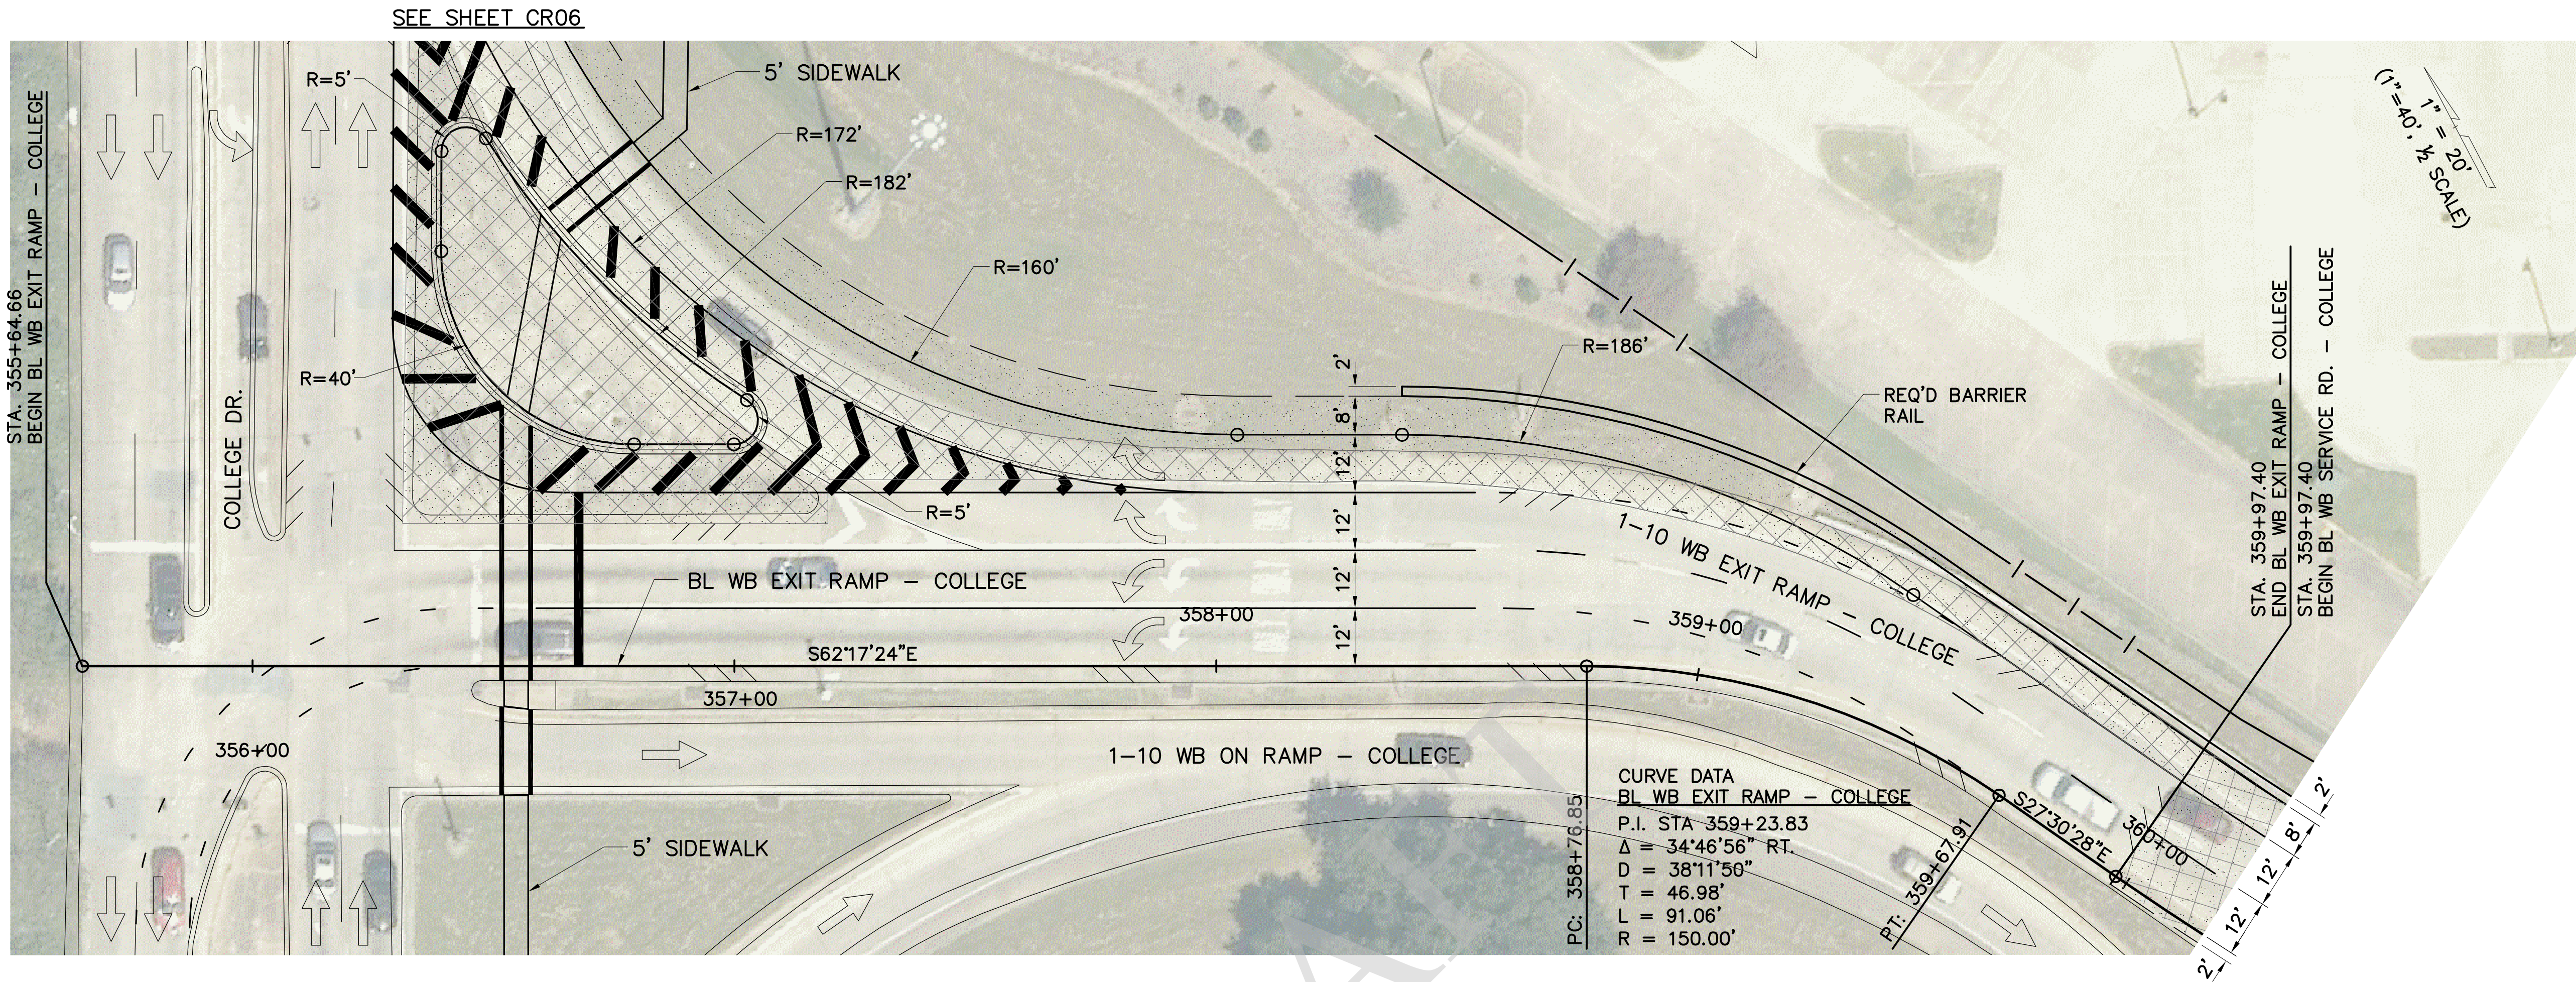 SEE SHEET CR06
STA. 355+64.66
BEGIN BL WB EXIT RAMP – COLLEGE
R=5'
5' SIDEWALK
R=172'
R=182'
R=160'
R=186'
R=40'
R=5'
COLLEGE DR.
REQ'D BARRIER
RAIL
1" = 20'
(1"=40', ½ SCALE)
STA. 359+97.40
END BL WB EXIT RAMP – COLLEGE
STA. 359+97.40
BEGIN BL WB SERVICE RD. – COLLEGE
2'
8'
12'
12'
12'
12'
BL WB EXIT RAMP – COLLEGE
1–10 WB EXIT RAMP – COLLEGE
358+00
359+00
S62°17'24"E
357+00
356+00
1–10 WB ON RAMP – COLLEGE
5' SIDEWALK
PC: 358+76.85
CURVE DATA
BL WB EXIT RAMP – COLLEGE
P.I. STA 359+23.83
Δ = 34°46'56" RT.
D = 38°11'50"
T = 46.98'
L = 91.06'
R = 150.00'
PT: 359+67.91
S27°30'28"E
360+00
2'
8'
12'
12'
2'